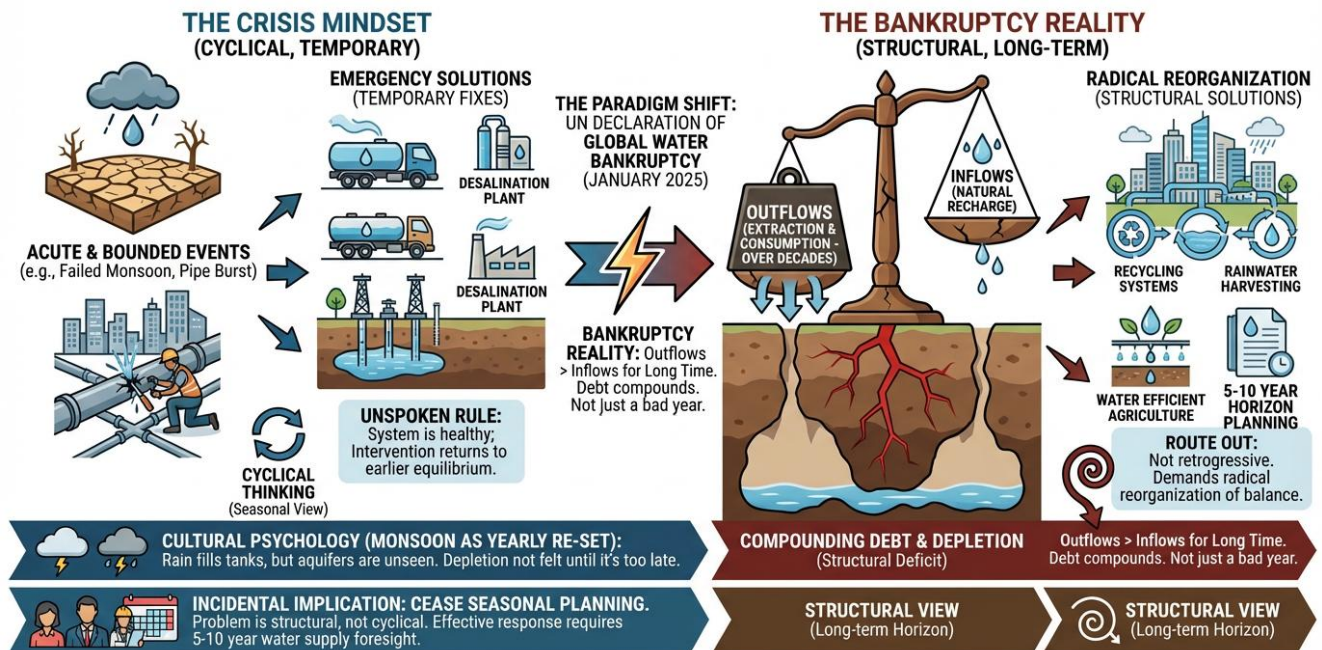 THE CRISIS MINDSET
(CYCLICAL, TEMPORARY)
ACUTE & BOUNDED EVENTS
(e.g., Failed Monsoon, Pipe Burst)
EMERGENCY SOLUTIONS
(TEMPORARY FIXES)
DESALINATION
PLANT
DESALINATION
PLANT
CYCLICAL
THINKING
(Seasonal View)
UNSPOKEN RULE:
System is healthy;
Intervention returns to
earlier equilibrium.
THE PARADIGM SHIFT:
UN DECLARATION OF
GLOBAL WATER
BANKRUPTCY
(JANUARY 2025)
BANKRUPTCY
REALITY: Outflows
> Inflows for Long Time.
Debt compounds.
Not just a bad year.
THE BANKRUPTCY REALITY
(STRUCTURAL, LONG-TERM)
OUTFLOWS
(EXTRACTION &
CONSUMPTION -
OVER DECADES)
INFLOWS
(NATURAL
RECHARGE)
RADICAL REORGANIZATION
(STRUCTURAL SOLUTIONS)
RECYCLING
SYSTEMS
RAINWATER
HARVESTING
WATER EFFICIENT
AGRICULTURE
5-10 YEAR
HORIZON
PLANNING
ROUTE OUT:
Not retrogressive.
Demands radical
reorganization of balance.
CULTURAL PSYCHOLOGY (MONSOON AS YEARLY RE-SET):
Rain fills tanks, but aquifers are unseen. Depletion not felt until it's too late.
COMPOUNDING DEBT & DEPLETION
(Structural Deficit)
Outflows > Inflows for Long Time.
Debt compounds. Not just a bad year.
INCIDENTAL IMPLICATION: CEASE SEASONAL PLANNING.
Problem is structural, not cyclical. Effective response requires
5-10 year water supply foresight.
STRUCTURAL VIEW
(Long-term Horizon)
STRUCTURAL VIEW
(Long-term Horizon)